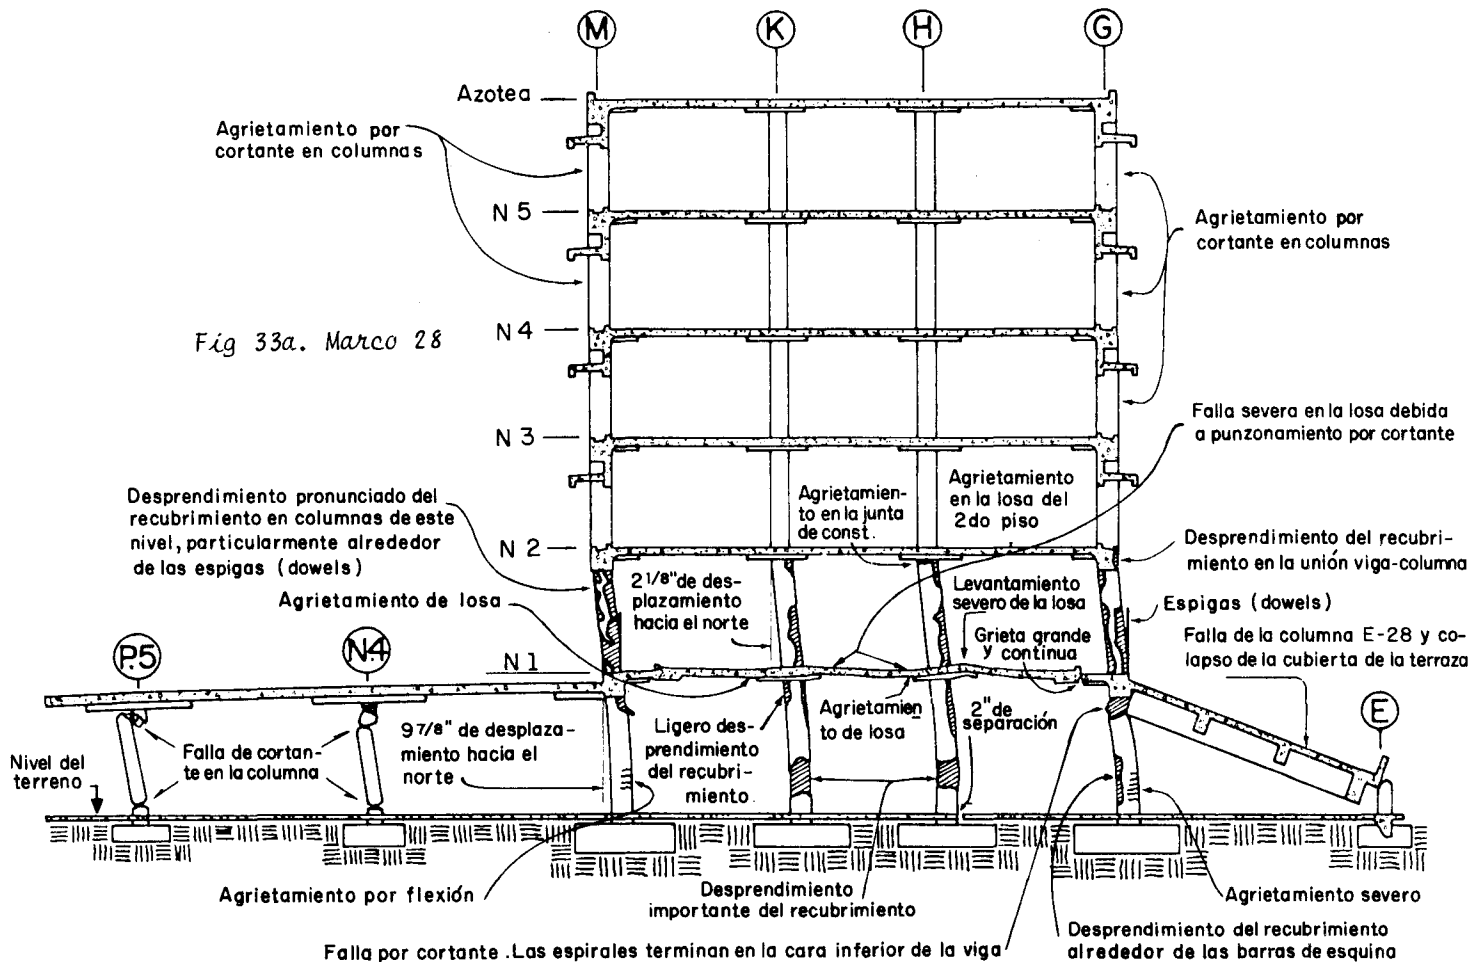 M
K
H
G
Azotea
Agrietamiento por
cortante en columnas
N 5
Agrietamiento por
cortante en columnas
N 4
Fig 33a. Marco 28
N 3
Falla severa en la losa debida
a punzonamiento por cortante
Desprendimiento pronunciado del
recubrimiento en columnas de este
nivel, particularmente alrededor
de las espigas (dowels)
Agrietamien-
to en la junta
de const.
Agrietamiento
en la losa del
2do piso
N 2
Desprendimiento del recubri-
miento en la unión viga-columna
Agrietamiento de losa
2 1/8" de des-
plazamiento
hacia el norte
Levantamiento
severo de la losa
Grieta grande
y continua
Espigas (dowels)
Falla de la columna E-28 y co-
lapso de la cubierta de la terraza
P.5
N.4
N 1
E
Nivel del
terreno
Falla de cortan-
te en la columna
9 7/8" de desplaza-
miento hacia el
norte
Ligero des-
prendimiento
del recubri-
miento
Agrietamien
to de losa
2" de
separación
Agrietamiento por flexión
Desprendimiento
importante del recubrimiento
Agrietamiento severo
Falla por cortante . Las espirales terminan en la cara inferior de la viga
Desprendimiento del recubrimiento
alrededor de las barras de esquina